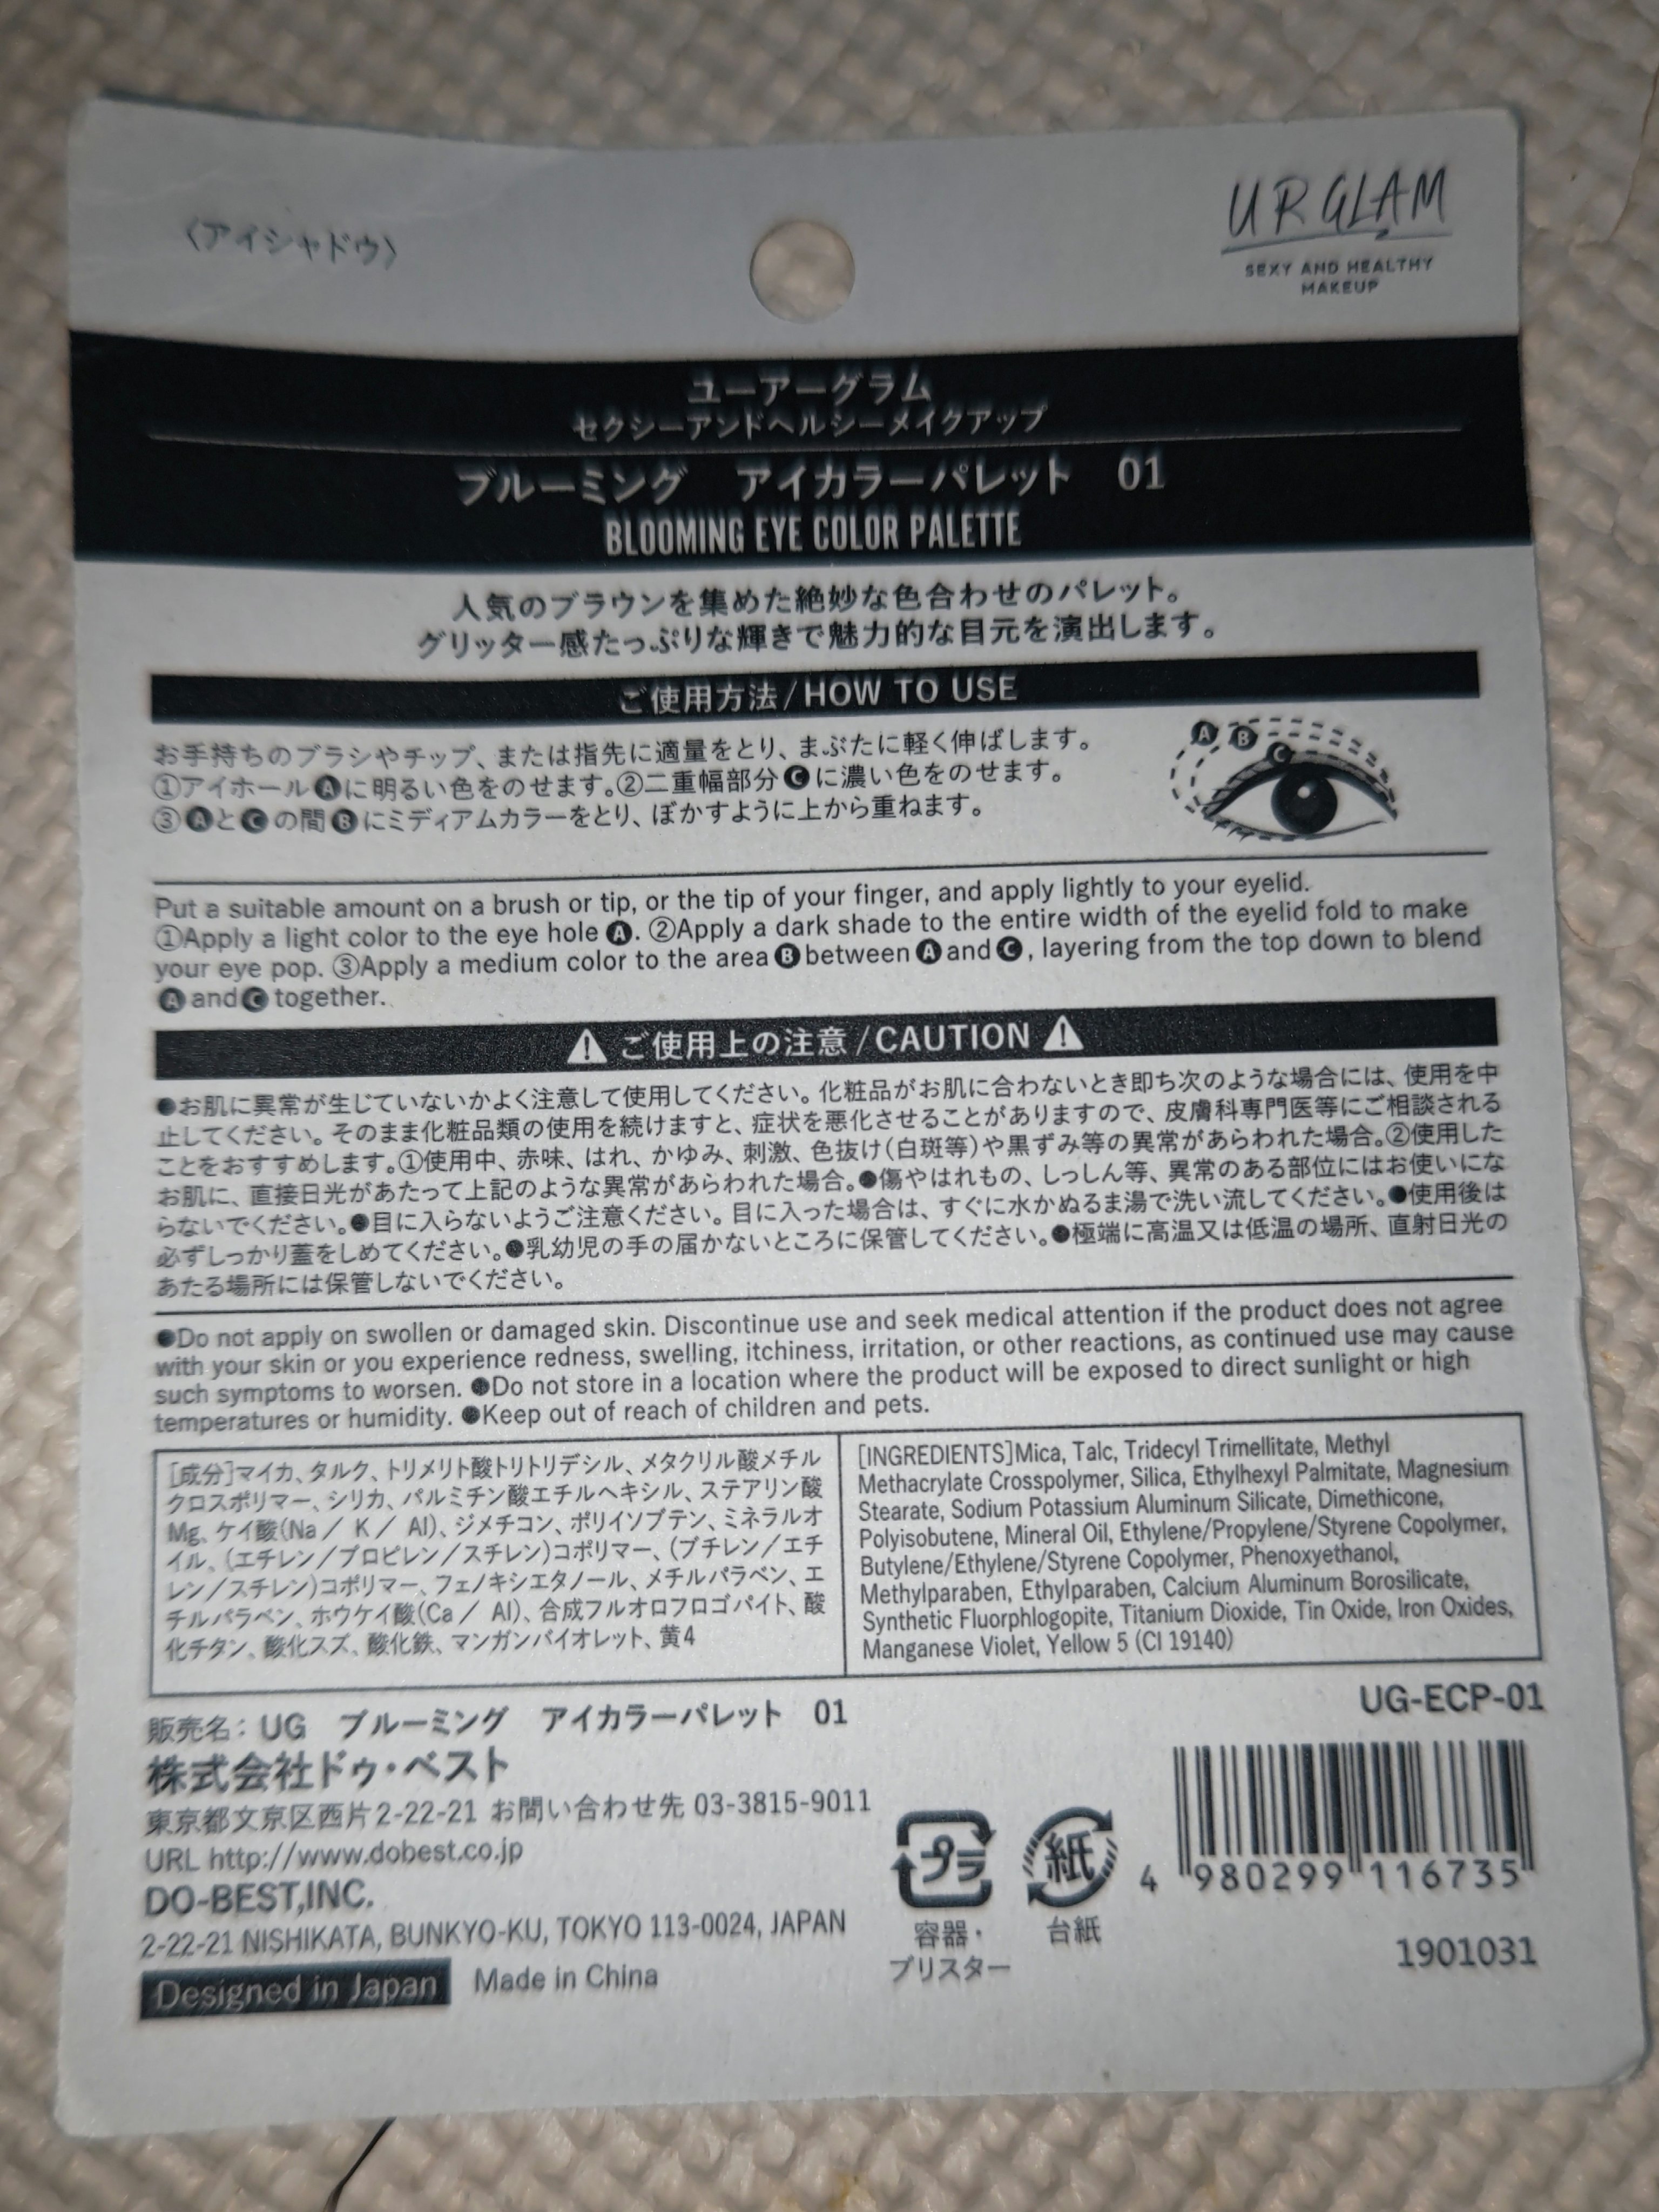 〈アイシャドウ〉
UR GLAM
SEXY AND HEALTHY
MAKEUP
ユーアーグラム
セクシーアンドヘルシーメイクアップ
ブルーミング　アイカラーパレット　01
BLOOMING EYE COLOR PALETTE
人気のブラウンを集めた絶妙な色合わせのパレット。
グリッター感たっぷりな輝きで魅力的な目元を演出します。
ご使用方法/HOW TO USE
お手持ちのブラシやチップ、または指先に適量をとり、まぶたに軽く伸ばします。
①アイホールAに明るい色をのせます。②二重幅部分Cに濃い色をのせます。
③AとCの間Bにミディアムカラーをとり、ぼかすように上から重ねます。
A B C
Put a suitable amount on a brush or tip, or the tip of your finger, and apply lightly to your eyelid.
①Apply a light color to the eye hole A. ②Apply a dark shade to the entire width of the eyelid fold to make
your eye pop. ③Apply a medium color to the area B between A and C, layering from the top down to blend
A and C together.
⚠ ご使用上の注意/CAUTION ⚠
●お肌に異常が生じていないかよく注意して使用してください。化粧品がお肌に合わないとき即ち次のような場合には、使用を中
止してください。そのまま化粧品類の使用を続けますと、症状を悪化させることがありますので、皮膚科専門医等にご相談される
ことをおすすめします。①使用中、赤味、はれ、かゆみ、刺激、色抜け(白斑等)や黒ずみ等の異常があらわれた場合。②使用した
お肌に、直接日光があたって上記のような異常があらわれた場合。●傷やはれもの、しっしん等、異常のある部位にはお使いにな
らないでください。●目に入らないようご注意ください。目に入った場合は、すぐに水かぬるま湯で洗い流してください。●使用後は
必ずしっかり蓋をしめてください。●乳幼児の手の届かないところに保管してください。●極端に高温又は低温の場所、直射日光の
あたる場所には保管しないでください。
●Do not apply on swollen or damaged skin. Discontinue use and seek medical attention if the product does not agree
with your skin or you experience redness, swelling, itchiness, irritation, or other reactions, as continued use may cause
such symptoms to worsen. ●Do not store in a location where the product will be exposed to direct sunlight or high
temperatures or humidity. ●Keep out of reach of children and pets.
[成分]マイカ、タルク、トリメリト酸トリトリデシル、メタクリル酸メチル
クロスポリマー、シリカ、パルミチン酸エチルヘキシル、ステアリン酸
Mg、ケイ酸(Na／K／Al)、ジメチコン、ポリイソブテン、ミネラルオ
イル、(エチレン／プロピレン／スチレン)コポリマー、(ブチレン／エチ
レン／スチレン)コポリマー、フェノキシエタノール、メチルパラベン、エ
チルパラベン、ホウケイ酸(Ca／Al)、合成フルオロフロゴパイト、酸
化チタン、酸化スズ、酸化鉄、マンガンバイオレット、黄4
[INGREDIENTS]Mica, Talc, Tridecyl Trimellitate, Methyl
Methacrylate Crosspolymer, Silica, Ethylhexyl Palmitate, Magnesium
Stearate, Sodium Potassium Aluminum Silicate, Dimethicone,
Polyisobutene, Mineral Oil, Ethylene/Propylene/Styrene Copolymer,
Butylene/Ethylene/Styrene Copolymer, Phenoxyethanol,
Methylparaben, Ethylparaben, Calcium Aluminum Borosilicate,
Synthetic Fluorphlogopite, Titanium Dioxide, Tin Oxide, Iron Oxides,
Manganese Violet, Yellow 5 (CI 19140)
販売名：UG　ブルーミング　アイカラーパレット　01
株式会社ドゥ・ベスト
東京都文京区西片2-22-21 お問い合わせ先 03-3815-9011
URL http://www.dobest.co.jp
DO-BEST,INC.
2-22-21 NISHIKATA, BUNKYO-KU, TOKYO 113-0024, JAPAN
Designed in Japan Made in China
プラ
容器・
ブリスター
紙
台紙
UG-ECP-01
4 980299 116735
1901031